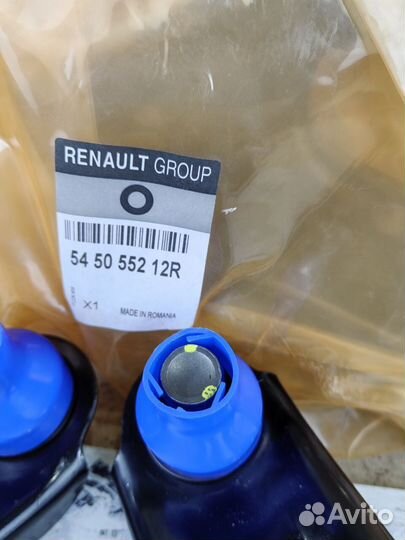 RENAULT GROUP
54 50 552 12R
X1
MADE IN ROMANIA
Avito